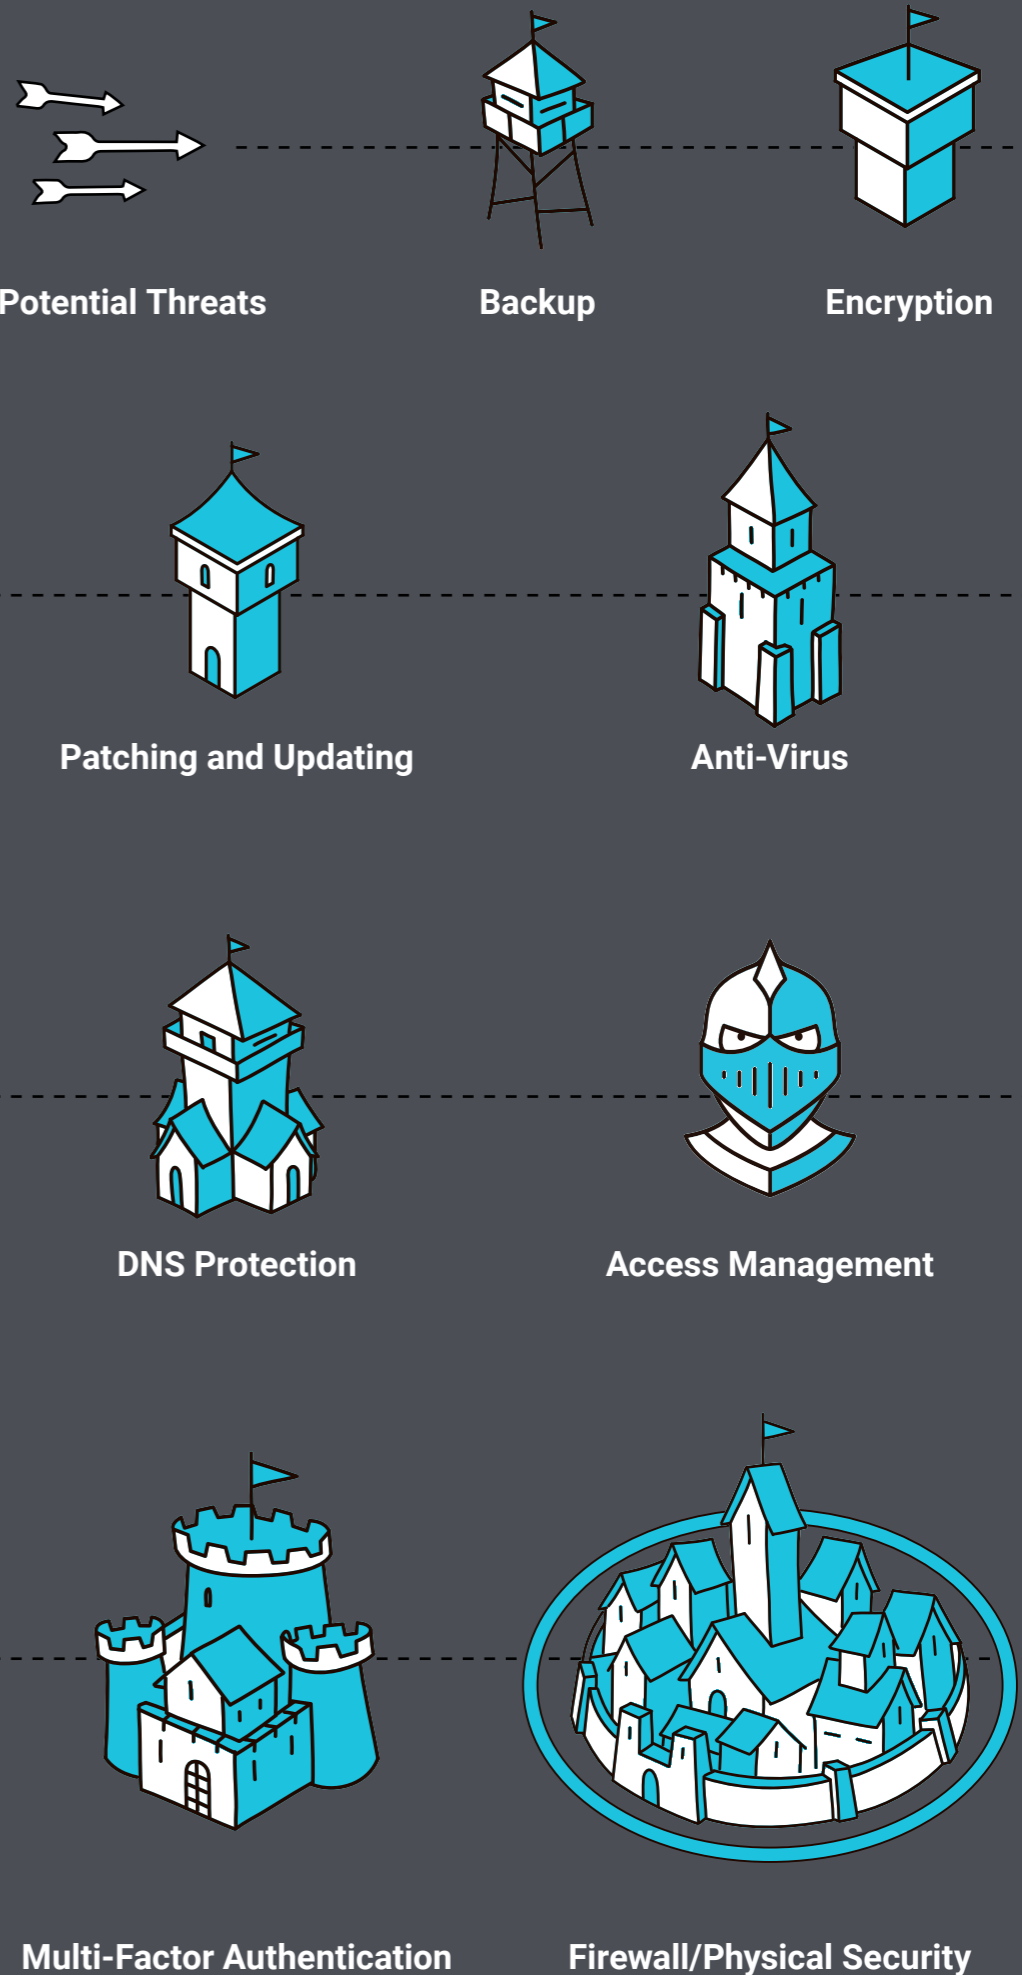 Potential Threats
Backup
Encryption
Patching and Updating
Anti-Virus
DNS Protection
Access Management
Multi-Factor Authentication
Firewall/Physical Security